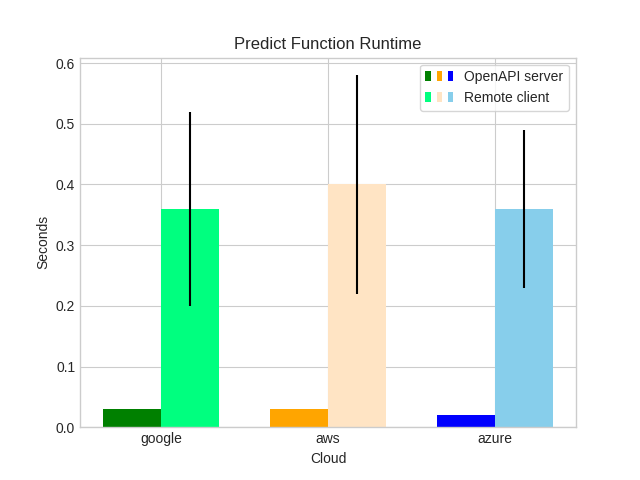 Predict Function Runtime
OpenAPI server
Remote client
0.6
0.5
0.4
0.3
0.2
0.1
0.0
Seconds
google aws azure
Cloud